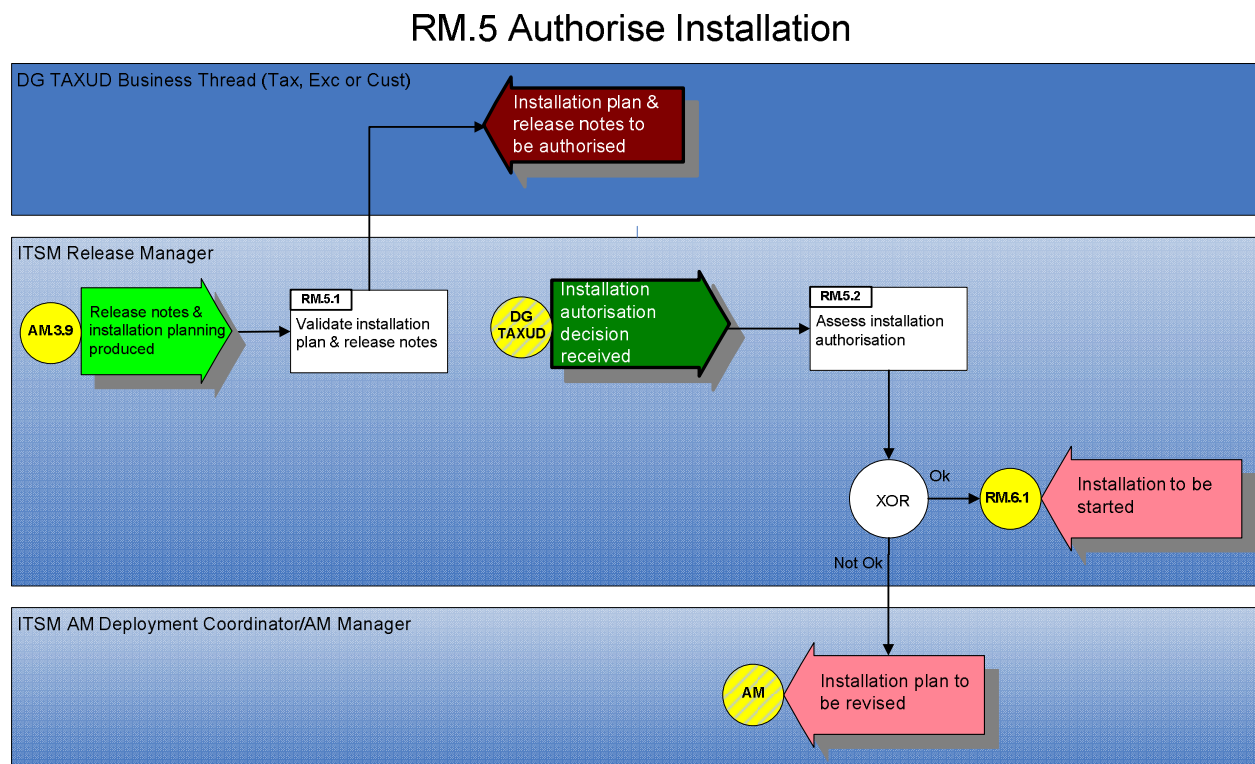 RM.5 Authorise Installation
DG TAXUD Business Thread (Tax, Exc or Cust)
Installation plan &
release notes to
be authorised
ITSM Release Manager
AM.3.9
Release notes &
installation planning
produced
RM.5.1
Validate installation
plan & release notes
DG
TAXUD
Installation
autorisation
decision
received
RM.5.2
Assess installation
authorisation
XOR
Ok
RM.6.1
Installation to be
started
Not Ok
ITSM AM Deployment Coordinator/AM Manager
AM
Installation plan to
be revised